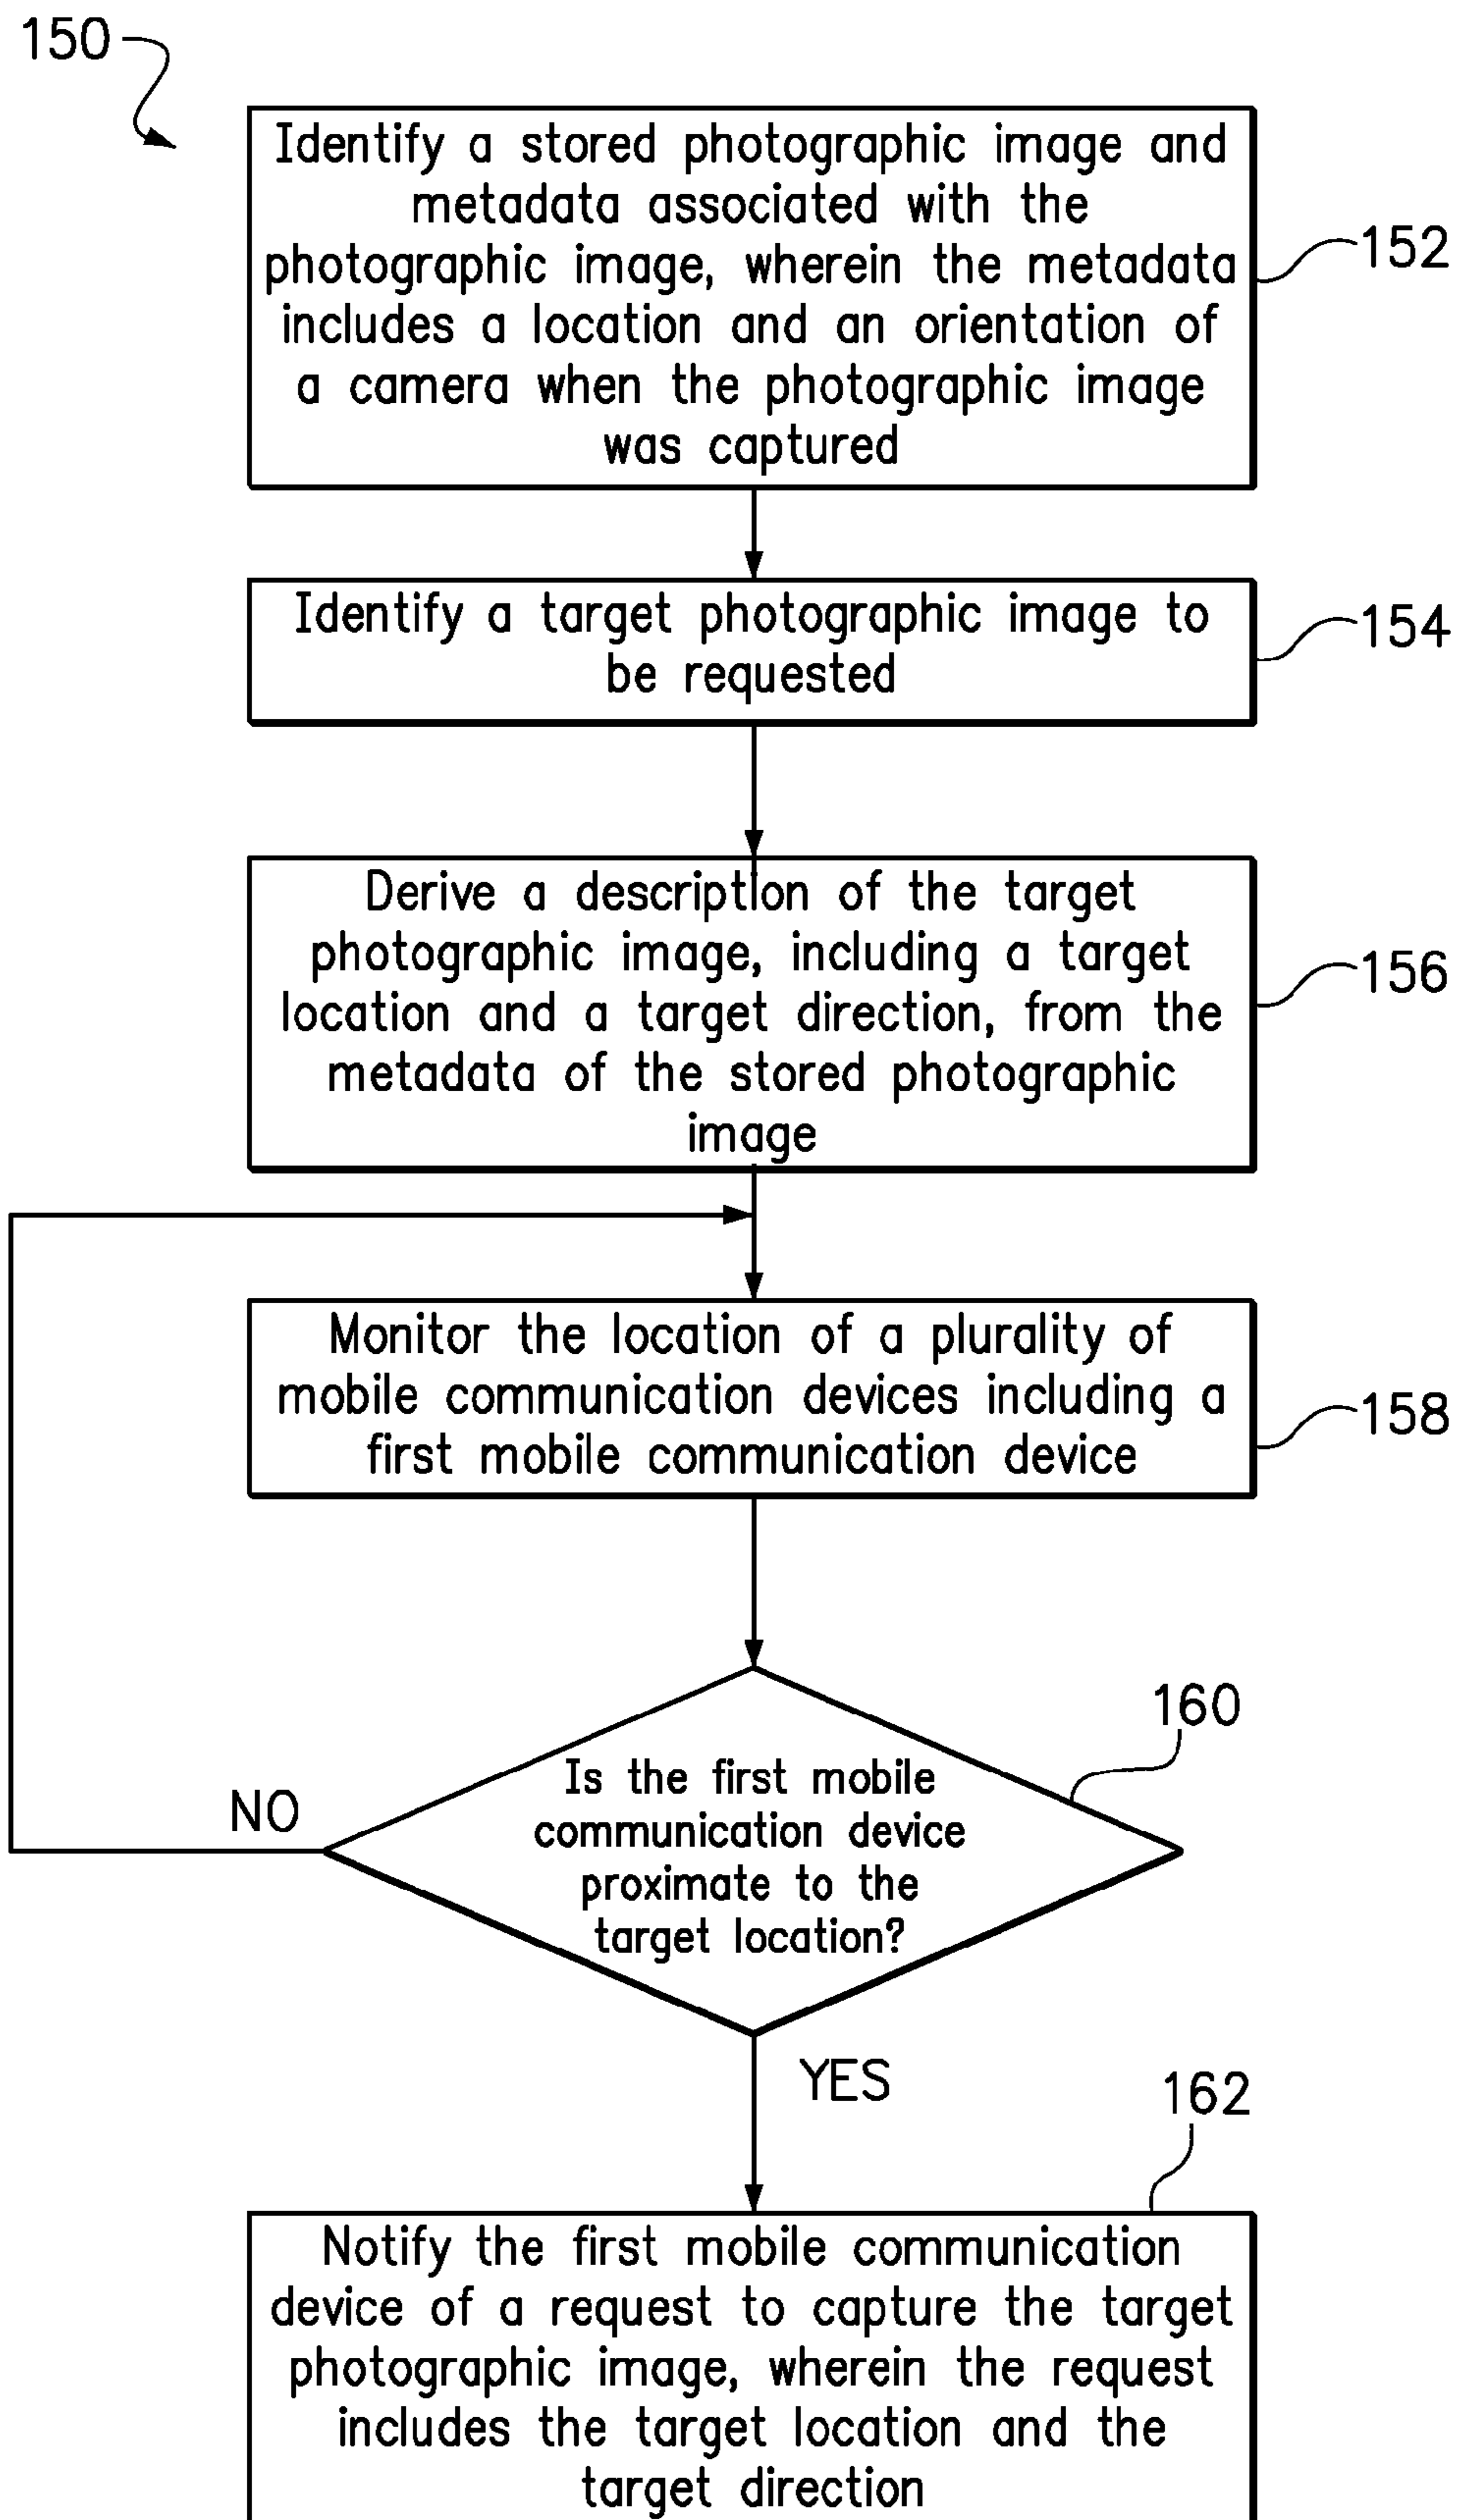 150
Identify a stored photographic image and
metadata associated with the
photographic image, wherein the metadata
includes a location and an orientation of
a camera when the photographic image
was captured
152
Identify a target photographic image to
be requested
154
Derive a description of the target
photographic image, including a target
location and a target direction, from the
metadata of the stored photographic
image
156
Monitor the location of a plurality of
mobile communication devices including a
first mobile communication device
158
160
Is the first mobile
communication device
proximate to the
target location?
NO
YES
162
Notify the first mobile communication
device of a request to capture the target
photographic image, wherein the request
includes the target location and the
target direction